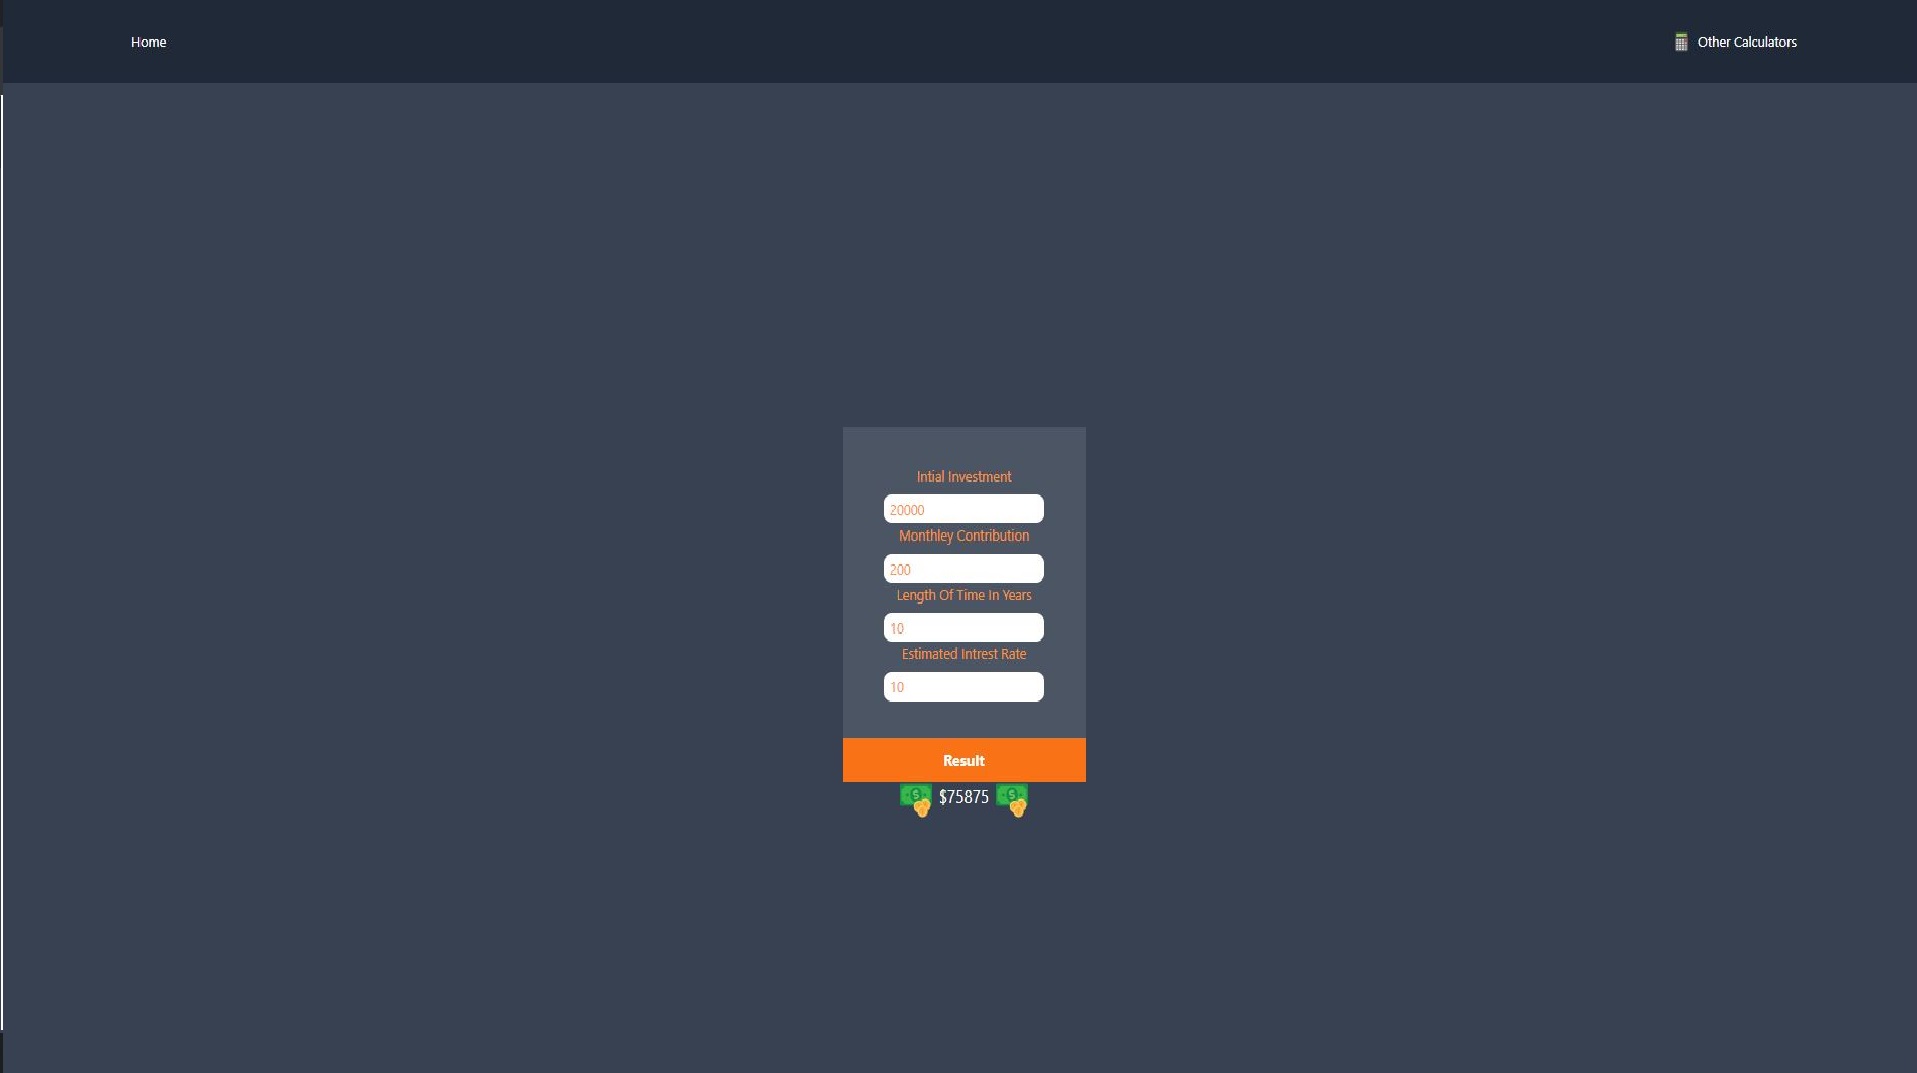 Home
Other Calculators
Intial Investment
20000
Monthley Contribution
200
Length Of Time In Years
10
Estimated Intrest Rate
10
Result
$75875